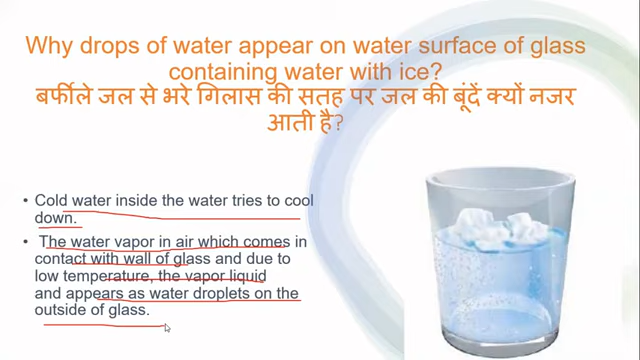 Why drops of water appear on water surface of glass
containing water with ice?
बर्फीले जल से भरे गिलास की सतह पर जल की बूंदें क्यों नजर
आती है?
• Cold water inside the water tries to cool
down.
• The water vapor in air which comes in
contact with wall of glass and due to
low temperature, the vapor liquid
and appears as water droplets on the
outside of glass.